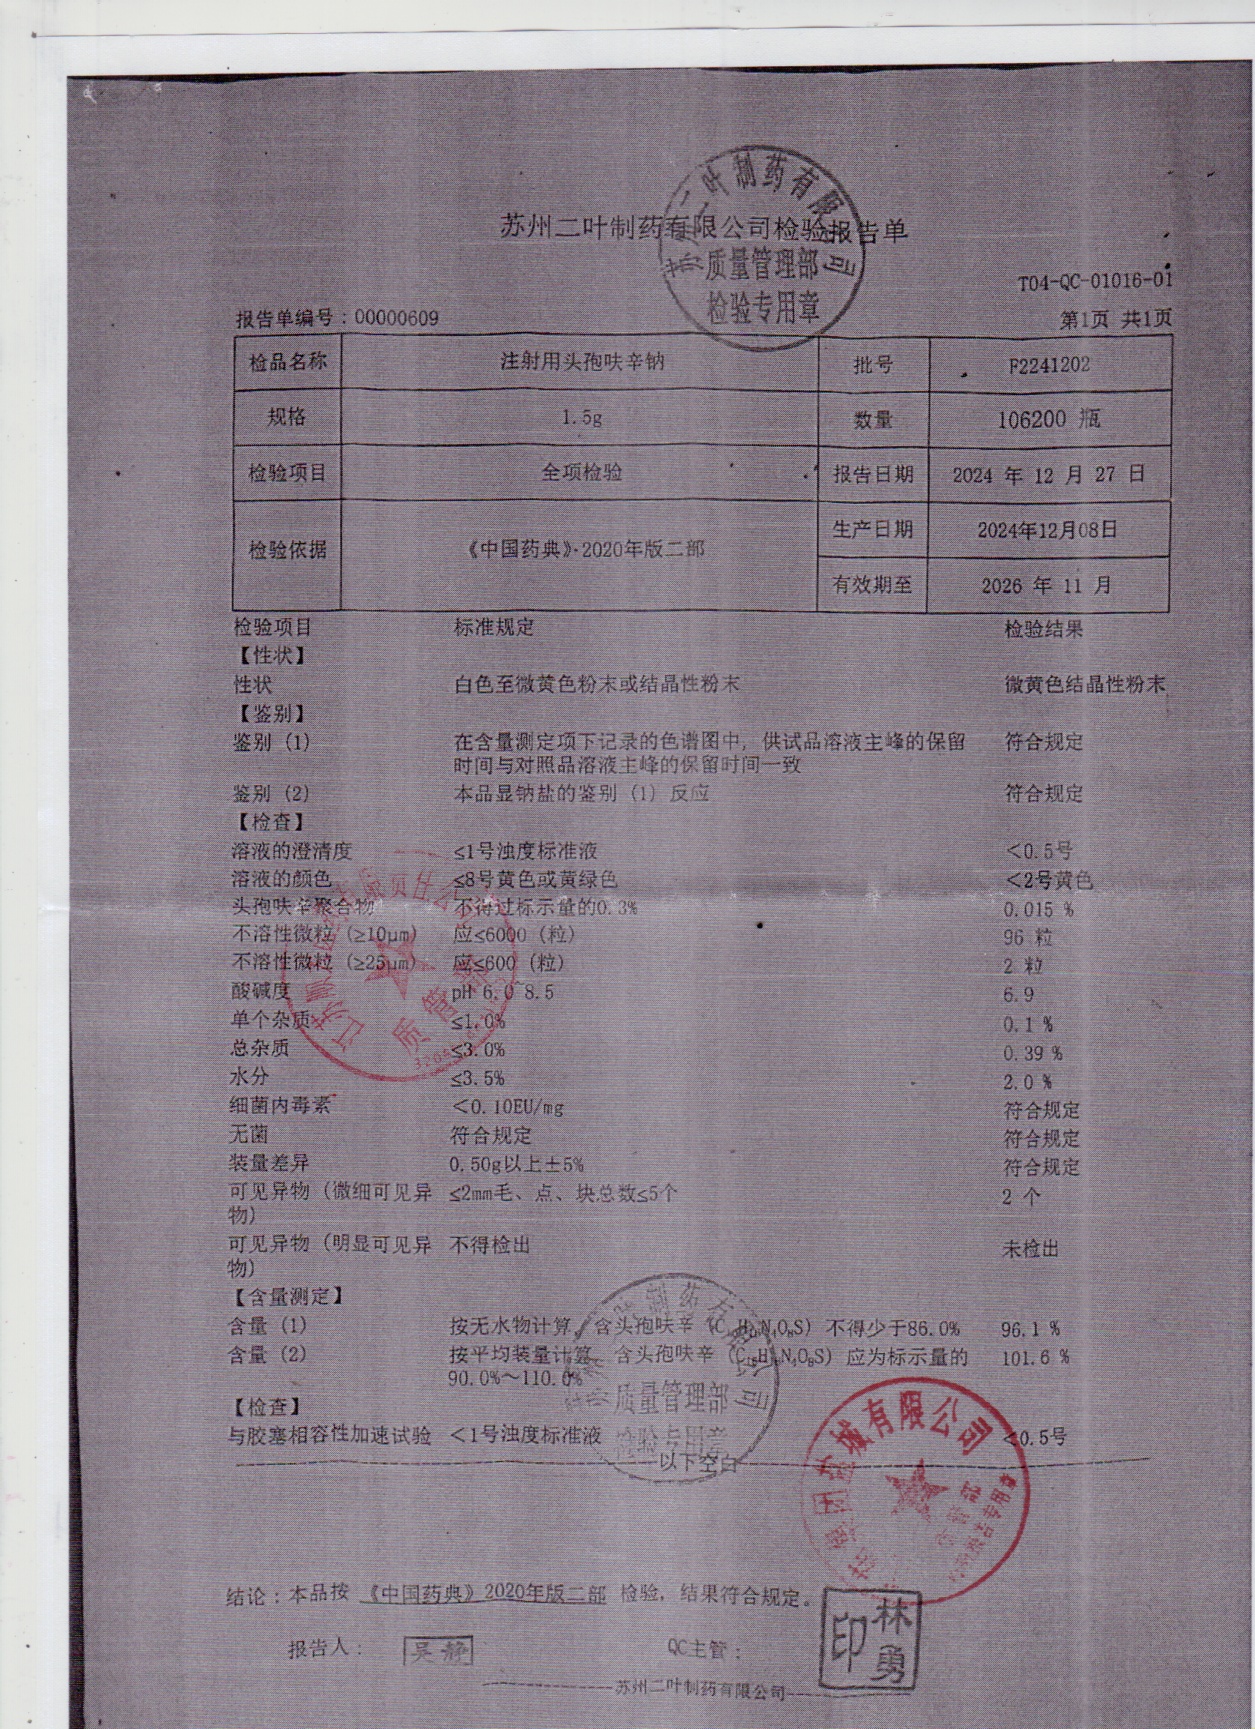 苏州二叶制药有限公司检验报告单
二叶制药有限公司
质量管理部
检验专用章
T04-QC-01016-01
报告单编号：00000609
第1页 共1页
检品名称 注射用头孢呋辛钠 批号 F2241202
规格 1.5g 数量 106200 瓶
检验项目 全项检验 报告日期 2024 年 12 月 27 日
检验依据 《中国药典》2020年版二部 生产日期 2024年12月08日
有效期至 2026 年 11 月
检验项目 标准规定 检验结果
【性状】
性状 白色至微黄色粉末或结晶性粉末 微黄色结晶性粉末
【鉴别】
鉴别（1） 在含量测定项下记录的色谱图中，供试品溶液主峰的保留 符合规定
时间与对照品溶液主峰的保留时间一致
鉴别（2） 本品显钠盐的鉴别（1）反应 符合规定
【检查】
溶液的澄清度 ≤1号浊度标准液 <0.5号
溶液的颜色 ≤8号黄色或黄绿色 <2号黄色
头孢呋辛聚合物 不得过标示量的0.3% 0.015 %
不溶性微粒（≥10μm） 应≤6000（粒） 96 粒
不溶性微粒（≥25μm） 应≤600（粒） 2 粒
酸碱度 pH 6.0~8.5 6.9
单个杂质 ≤1.0% 0.1 %
总杂质 ≤3.0% 0.39 %
水分 ≤3.5% 2.0 %
细菌内毒素 <0.10EU/mg 符合规定
无菌 符合规定 符合规定
装量差异 0.50g以上±5% 符合规定
可见异物（微细可见异 ≤2mm毛、点、块总数≤5个 2 个
物）
可见异物（明显可见异 不得检出 未检出
物）
【含量测定】
含量（1） 按无水物计算，含头孢呋辛（C₁₆H₁₆N₄O₈S）不得少于86.0% 96.1 %
含量（2） 按平均装量计算，含头孢呋辛（C₁₆H₁₆N₄O₈S）应为标示量的 101.6 %
90.0%～110.0%
【检查】
与胶塞相容性加速试验 <1号浊度标准液 <0.5号
以下空白
质量管理部
检验专用章
盐城有限公司
结论：本品按 《中国药典》2020年版二部 检验，结果符合规定。
报告人： 吴静 QC主管： 林勇印
苏州二叶制药有限公司